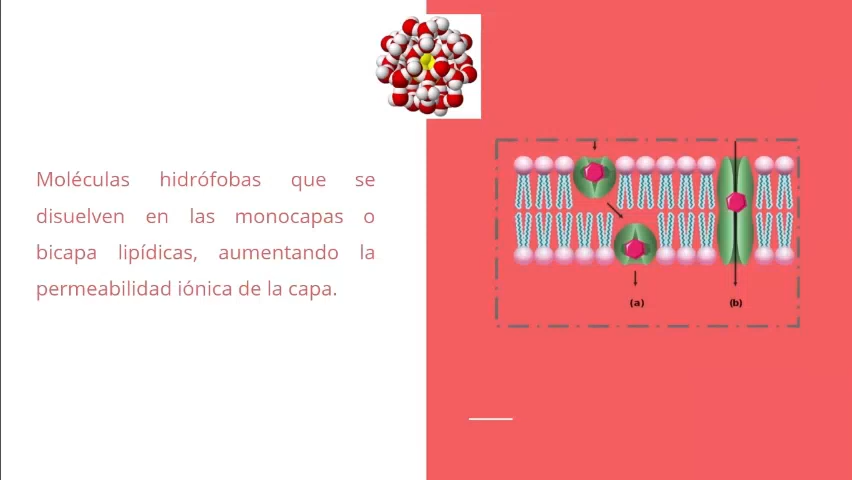 Moléculas hidrófobas que se
disuelven en las monocapas o
bicapa lipídicas, aumentando la
permeabilidad iónica de la capa.
(a) (b)